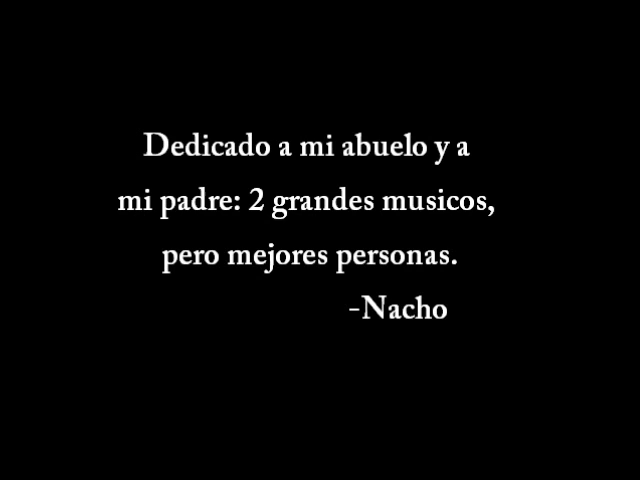 Dedicado a mi abuelo y a
mi padre: 2 grandes musicos,
pero mejores personas.
-Nacho